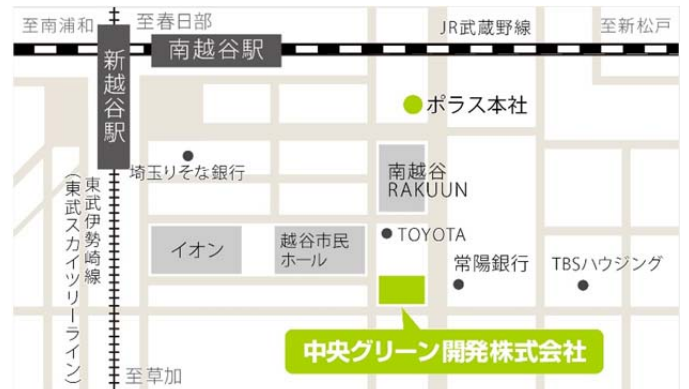 至南浦和
至春日部
JR武蔵野線
至新松戸
南越谷駅
新越谷駅
ポラス本社
埼玉りそな銀行
南越谷
RAKUUN
東武伊勢崎線
（東武スカイツリーライン）
イオン
越谷市民
ホール
TOYOTA
常陽銀行
TBSハウジング
中央グリーン開発株式会社
至草加